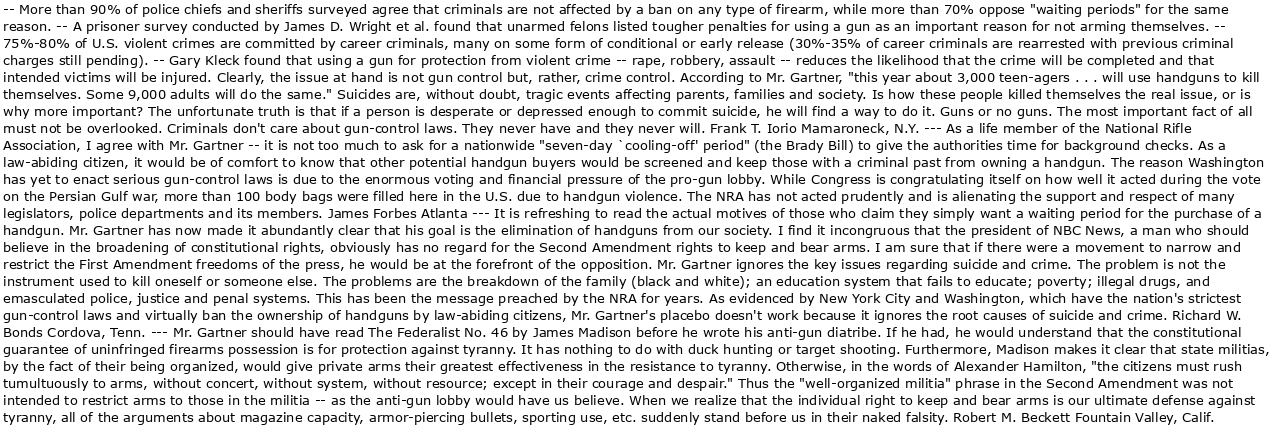 -- More than 90% of police chiefs and sheriffs surveyed agree that criminals are not affected by a ban on any type of firearm, while more than 70% oppose "waiting periods" for the same
reason. -- A prisoner survey conducted by James D. Wright et al. found that unarmed felons listed tougher penalties for using a gun as an important reason for not arming themselves. --
75%-80% of U.S. violent crimes are committed by career criminals, many on some form of conditional or early release (30%-35% of career criminals are rearrested with previous criminal
charges still pending). -- Gary Kleck found that using a gun for protection from violent crime -- rape, robbery, assault -- reduces the likelihood that the crime will be completed and that
intended victims will be injured. Clearly, the issue at hand is not gun control but, rather, crime control. According to Mr. Gartner, "this year about 3,000 teen-agers . . . will use handguns to kill
themselves. Some 9,000 adults will do the same." Suicides are, without doubt, tragic events affecting parents, families and society. Is how these people killed themselves the real issue, or is
why more important? The unfortunate truth is that if a person is desperate or depressed enough to commit suicide, he will find a way to do it. Guns or no guns. The most important fact of all
must not be overlooked. Criminals don't care about gun-control laws. They never have and they never will. Frank T. Iorio Mamaroneck, N.Y. --- As a life member of the National Rifle
Association, I agree with Mr. Gartner -- it is not too much to ask for a nationwide "seven-day `cooling-off' period" (the Brady Bill) to give the authorities time for background checks. As a
law-abiding citizen, it would be of comfort to know that other potential handgun buyers would be screened and keep those with a criminal past from owning a handgun. The reason Washington
has yet to enact serious gun-control laws is due to the enormous voting and financial pressure of the pro-gun lobby. While Congress is congratulating itself on how well it acted during the vote
on the Persian Gulf war, more than 100 body bags were filled here in the U.S. due to handgun violence. The NRA has not acted prudently and is alienating the support and respect of many
legislators, police departments and its members. James Forbes Atlanta --- It is refreshing to read the actual motives of those who claim they simply want a waiting period for the purchase of a
handgun. Mr. Gartner has now made it abundantly clear that his goal is the elimination of handguns from our society. I find it incongruous that the president of NBC News, a man who should
believe in the broadening of constitutional rights, obviously has no regard for the Second Amendment rights to keep and bear arms. I am sure that if there were a movement to narrow and
restrict the First Amendment freedoms of the press, he would be at the forefront of the opposition. Mr. Gartner ignores the key issues regarding suicide and crime. The problem is not the
instrument used to kill oneself or someone else. The problems are the breakdown of the family (black and white); an education system that fails to educate; poverty; illegal drugs, and
emasculated police, justice and penal systems. This has been the message preached by the NRA for years. As evidenced by New York City and Washington, which have the nation's strictest
gun-control laws and virtually ban the ownership of handguns by law-abiding citizens, Mr. Gartner's placebo doesn't work because it ignores the root causes of suicide and crime. Richard W.
Bonds Cordova, Tenn. --- Mr. Gartner should have read The Federalist No. 46 by James Madison before he wrote his anti-gun diatribe. If he had, he would understand that the constitutional
guarantee of uninfringed firearms possession is for protection against tyranny. It has nothing to do with duck hunting or target shooting. Furthermore, Madison makes it clear that state militias,
by the fact of their being organized, would give private arms their greatest effectiveness in the resistance to tyranny. Otherwise, in the words of Alexander Hamilton, "the citizens must rush
tumultuously to arms, without concert, without system, without resource; except in their courage and despair." Thus the "well-organized militia" phrase in the Second Amendment was not
intended to restrict arms to those in the militia -- as the anti-gun lobby would have us believe. When we realize that the individual right to keep and bear arms is our ultimate defense against
tyranny, all of the arguments about magazine capacity, armor-piercing bullets, sporting use, etc. suddenly stand before us in their naked falsity. Robert M. Beckett Fountain Valley, Calif.